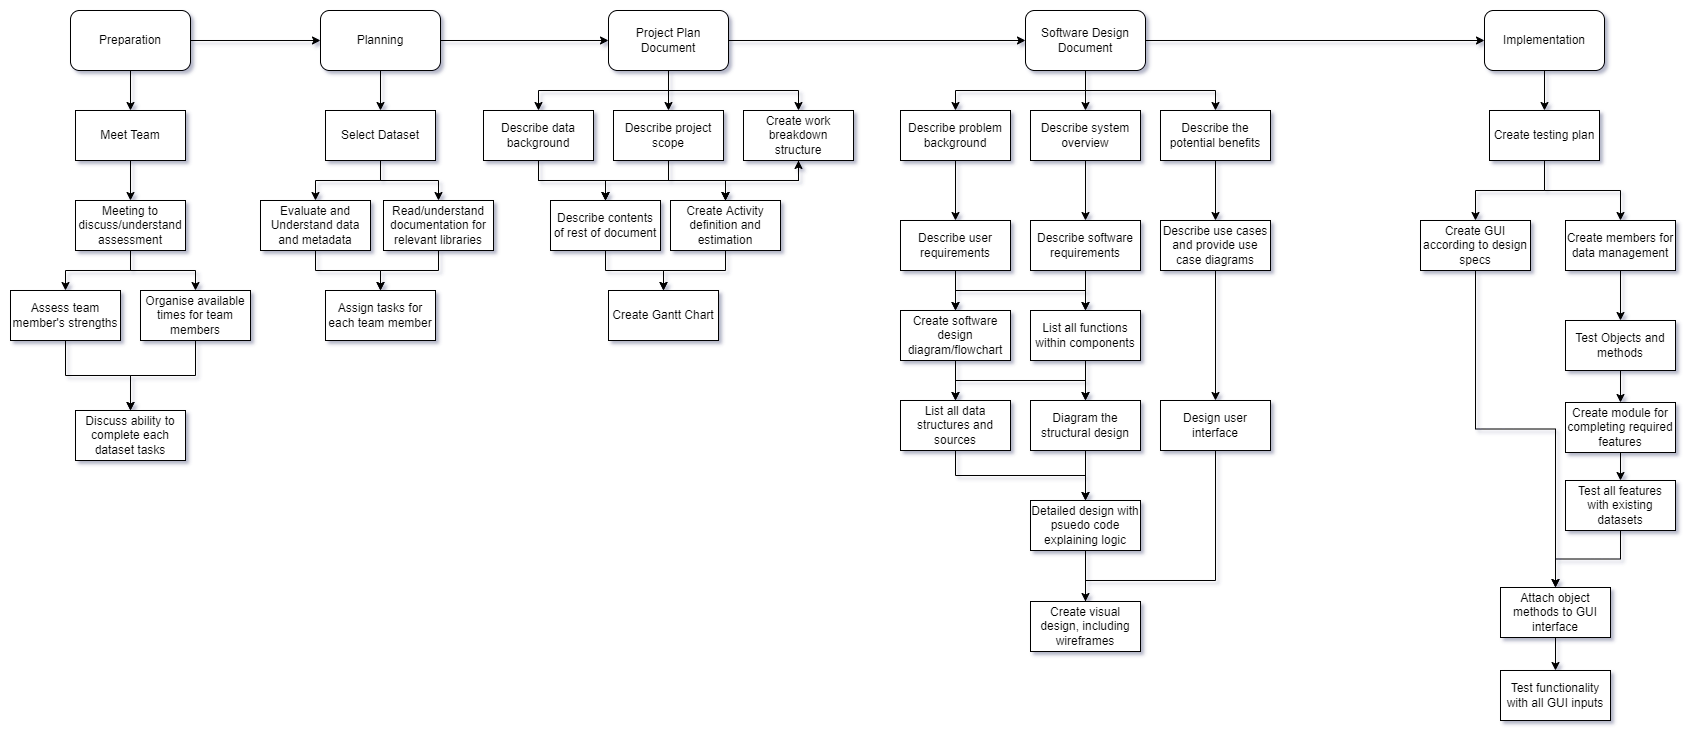 Preparation
Planning
Project Plan
Document
Software Design
Document
Implementation
Meet Team
Meeting to
discuss/understand
assessment
Assess team
member's strengths
Organise available
times for team
members
Discuss ability to
complete each
dataset tasks
Select Dataset
Evaluate and
Understand data
and metadata
Read/understand
documentation for
relevant libraries
Assign tasks for
each team member
Describe data
background
Describe project
scope
Create work
breakdown
structure
Describe contents
of rest of document
Create Activity
definition and
estimation
Create Gantt Chart
Describe problem
background
Describe system
overview
Describe the
potential benefits
Describe user
requirements
Describe software
requirements
Describe use cases
and provide use
case diagrams
Create software
design
diagram/flowchart
List all functions
within components
List all data
structures and
sources
Diagram the
structural design
Design user
interface
Detailed design with
psuedo code
explaining logic
Create visual
design, including
wireframes
Create testing plan
Create GUI
according to design
specs
Create members for
data management
Test Objects and
methods
Create module for
completing required
features
Test all features
with existing
datasets
Attach object
methods to GUI
interface
Test functionality
with all GUI inputs